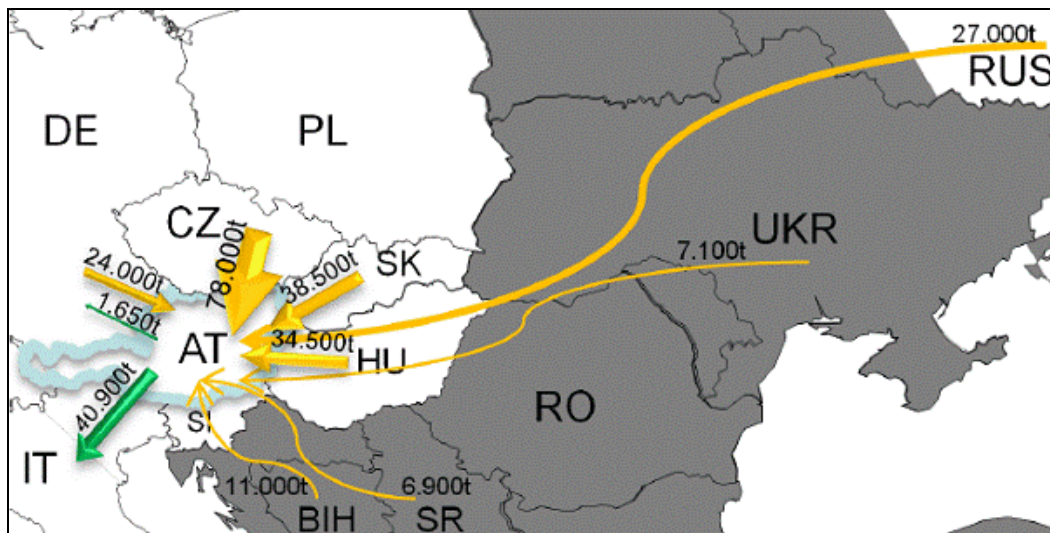 27.000t
RUS
DE
PL
CZ
UKR
7.100t
24.000t
78.000t
38.500t
SK
1.650t
AT
34.500t
HU
40.900t
SI
RO
IT
11.000t
6.900t
BIH
SR